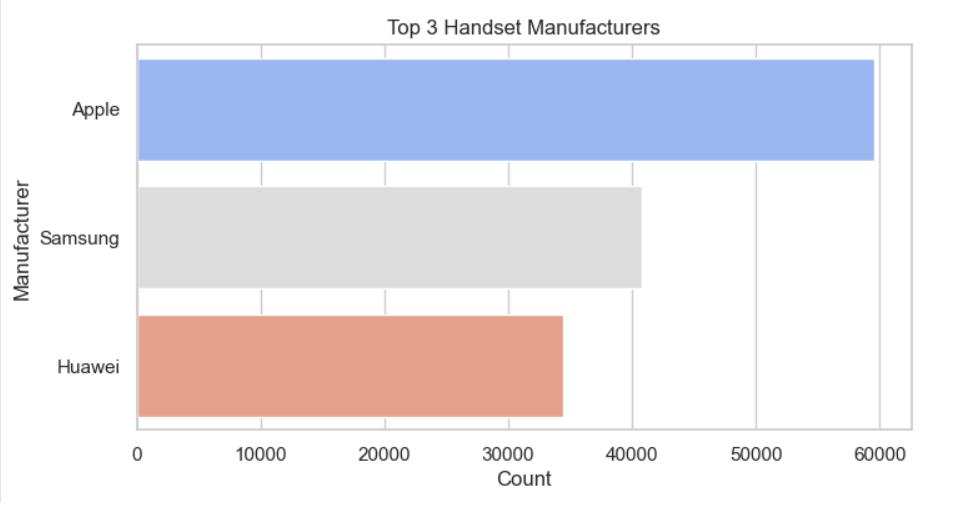 Top 3 Handset Manufacturers
Manufacturer
Apple
Samsung
Huawei
0 10000 20000 30000 40000 50000 60000
Count